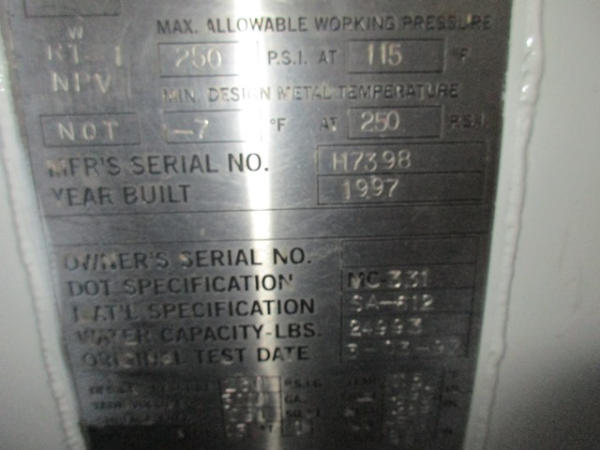 W
MAX. ALLOWABLE WORKING PRESSURE
RT-1 250 P.S.I. AT 115 °F
NPV MIN. DESIGN METAL TEMPERATURE
NOT -7 °F AT 250 P.S.I.
MFR'S SERIAL NO. H7398
YEAR BUILT 1997
OWNER'S SERIAL NO.
DOT SPECIFICATION MC-331
MAT'L SPECIFICATION SA-612
WATER CAPACITY-LBS. 24993
ORIGINAL TEST DATE
P.S.I.G.
GA.